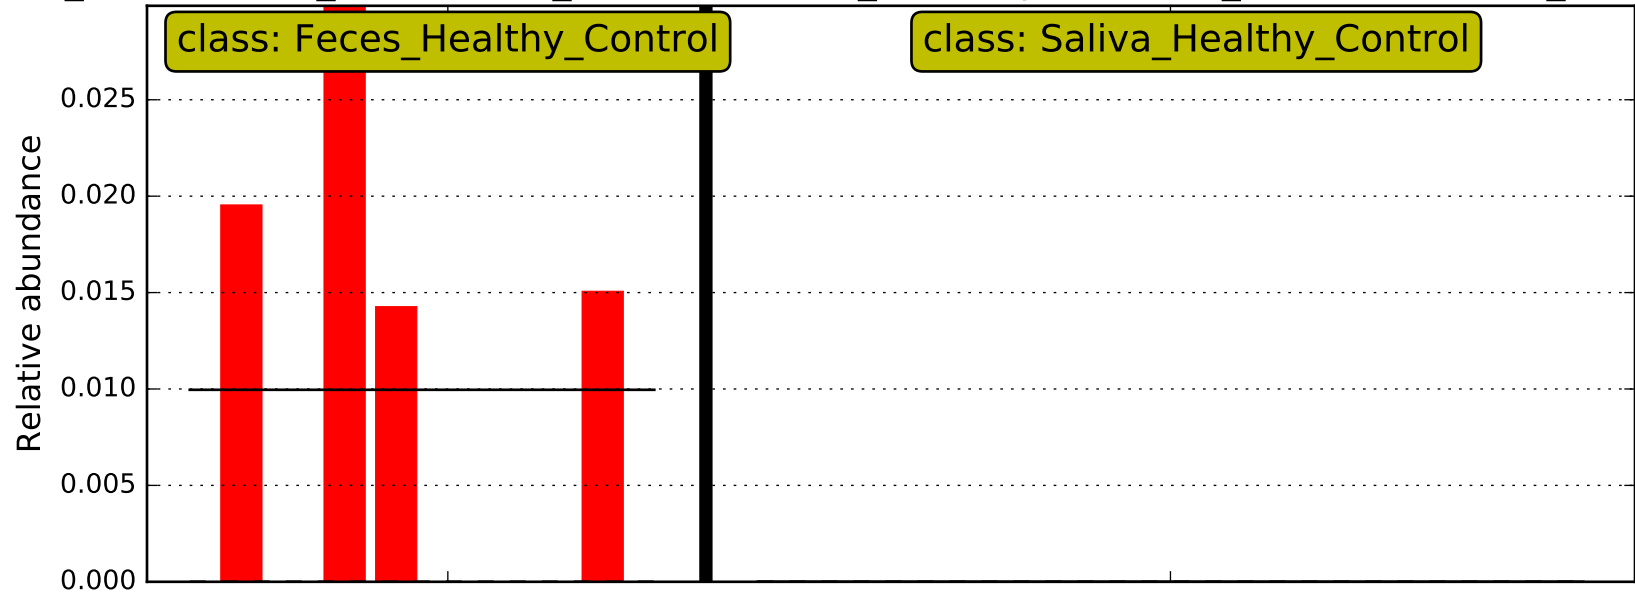 class: Feces_Healthy_Control
class: Saliva_Healthy_Control
0.025
0.020
0.015
0.010
0.005
0.000
Relative abundance